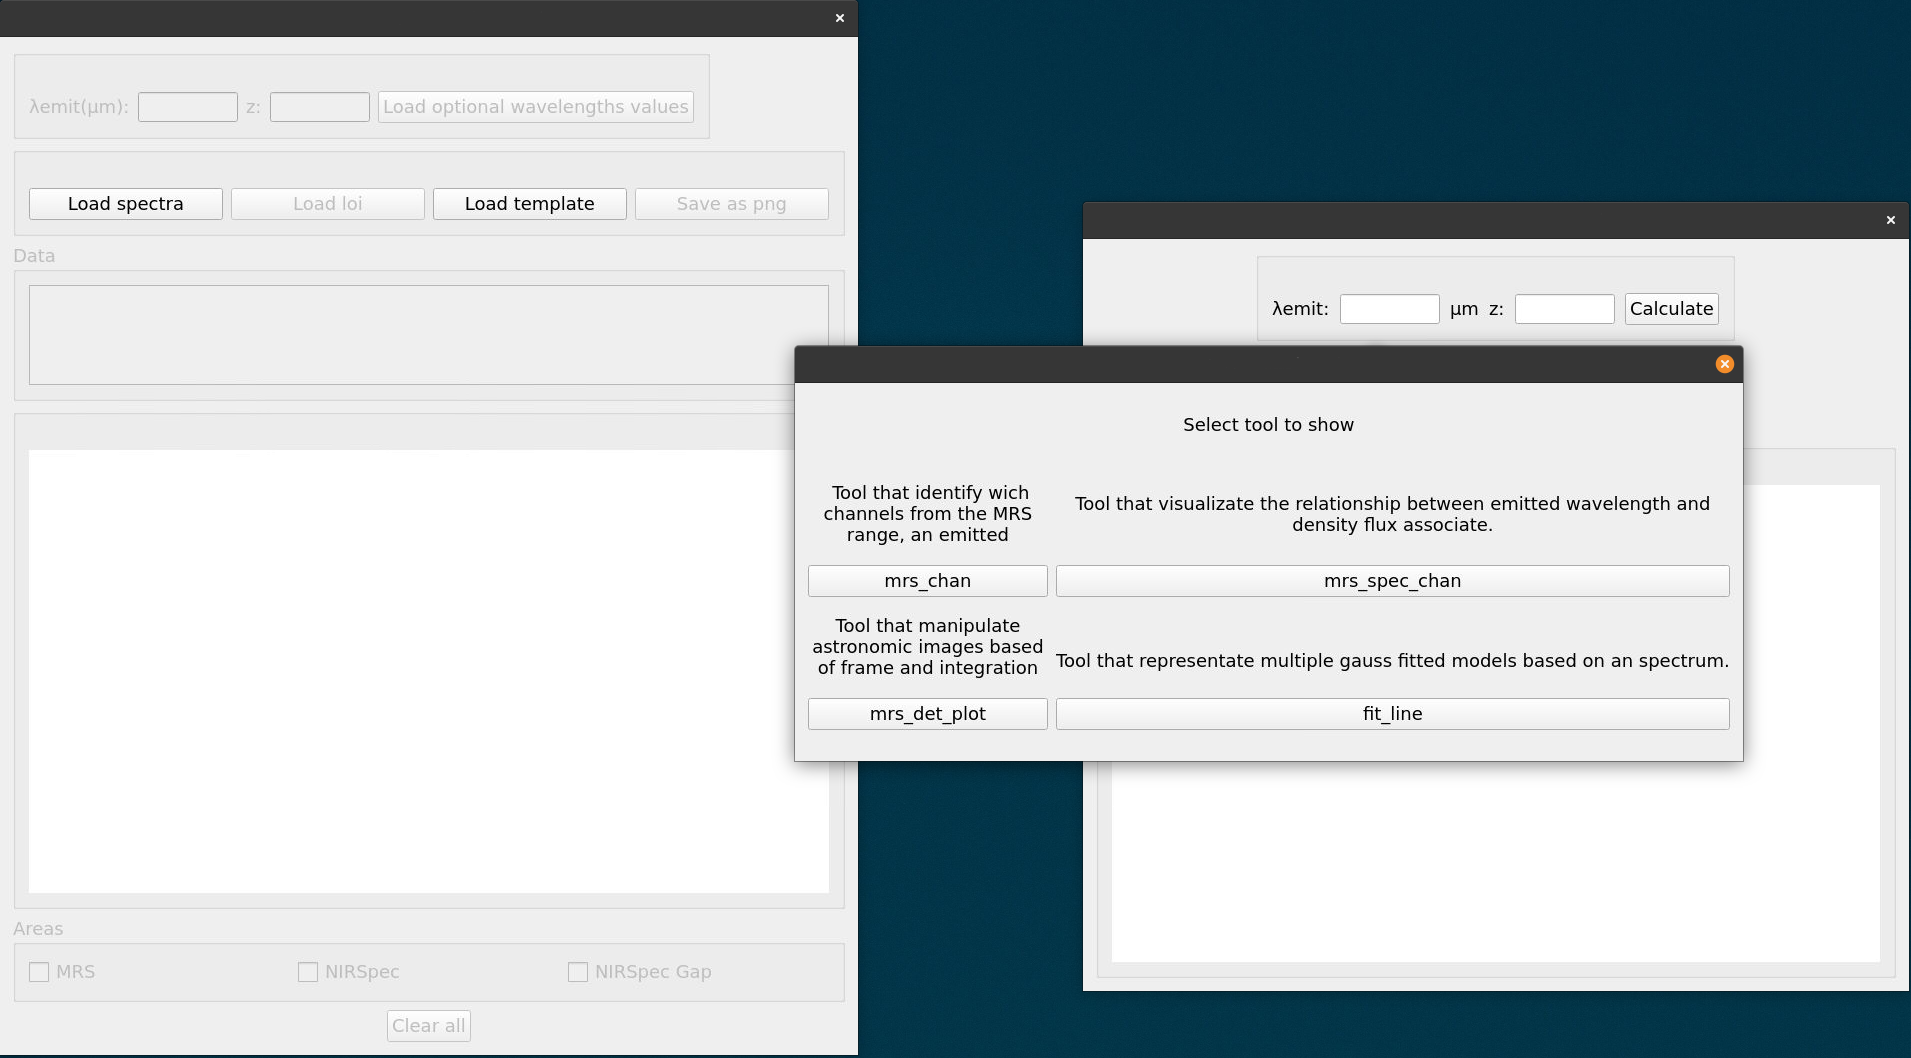 λemit(μm): z: Load optional wavelengths values
Load spectra Load loi Load template Save as png
Data
Areas
MRS NIRSpec NIRSpec Gap
Clear all
λemit: μm z: Calculate
Select tool to show
Tool that identify wich
channels from the MRS
range, an emitted
mrs_chan
Tool that visualizate the relationship between emitted wavelength and
density flux associate.
mrs_spec_chan
Tool that manipulate
astronomic images based
of frame and integration
mrs_det_plot
Tool that representate multiple gauss fitted models based on an spectrum.
fit_line